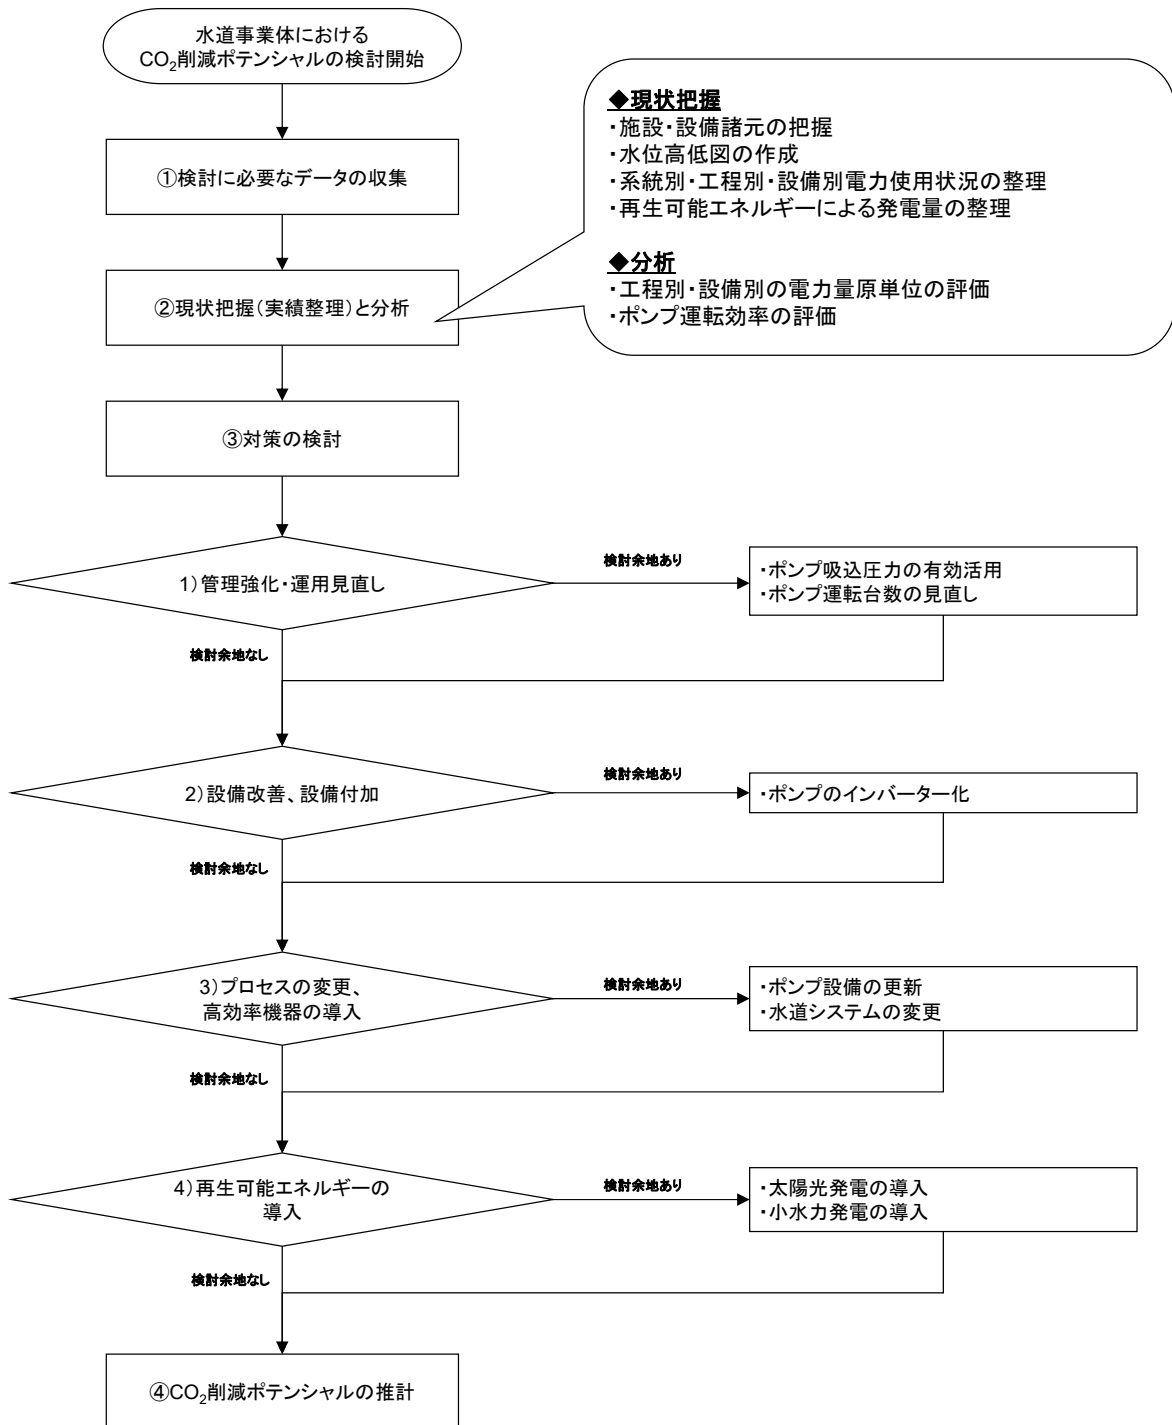 水道事業体における
CO₂削減ポテンシャルの検討開始
①検討に必要なデータの収集
②現状把握(実績整理)と分析
◆現状把握
・施設・設備諸元の把握
・水位高低図の作成
・系統別・工程別・設備別電力使用状況の整理
・再生可能エネルギーによる発電量の整理
◆分析
・工程別・設備別の電力量原単位の評価
・ポンプ運転効率の評価
③対策の検討
1)管理強化・運用見直し
検討余地あり
・ポンプ吸込圧力の有効活用
・ポンプ運転台数の見直し
検討余地なし
2)設備改善、設備付加
検討余地あり
・ポンプのインバーター化
検討余地なし
3)プロセスの変更、
高効率機器の導入
検討余地あり
・ポンプ設備の更新
・水道システムの変更
検討余地なし
4)再生可能エネルギーの
導入
検討余地あり
・太陽光発電の導入
・小水力発電の導入
検討余地なし
④CO₂削減ポテンシャルの推計